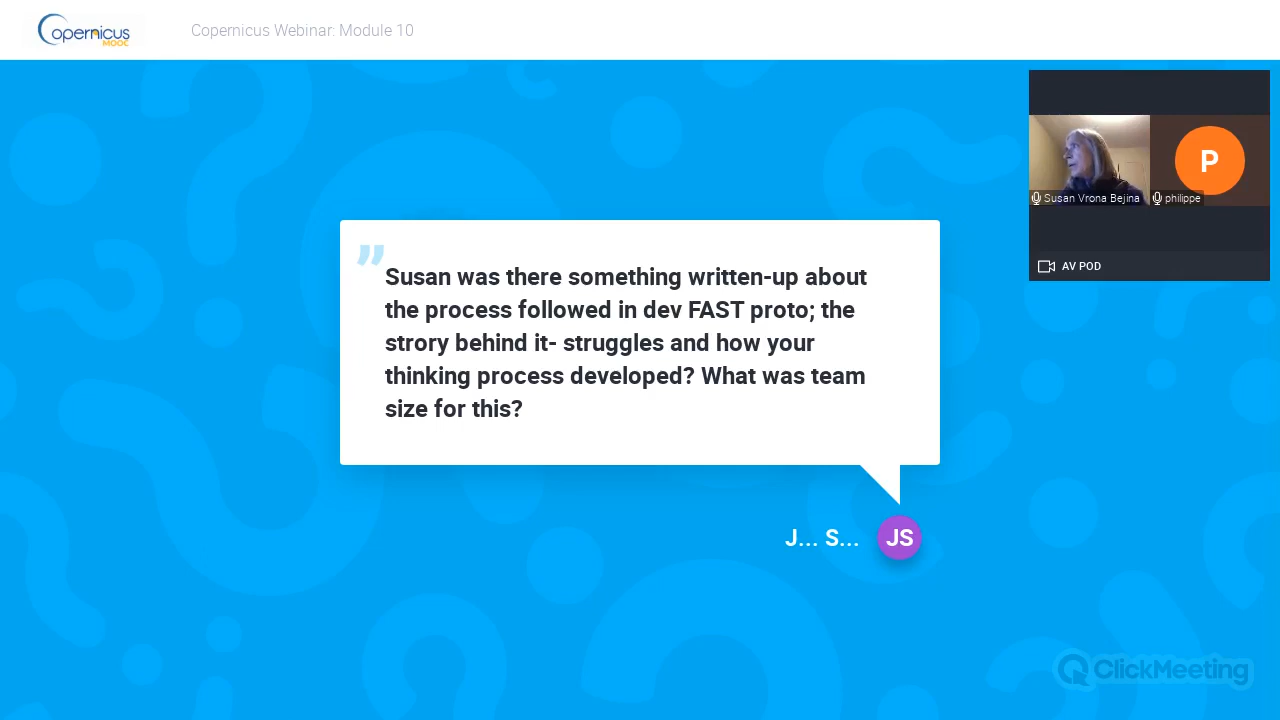 Copernicus
MOOC
Copernicus Webinar: Module 10
Susan was there something written-up about
the process followed in dev FAST proto; the
strory behind it- struggles and how your
thinking process developed? What was team
size for this?
J... S...
JS
P
Susan Vrona Bejina
philippe
AV POD
ClickMeeting